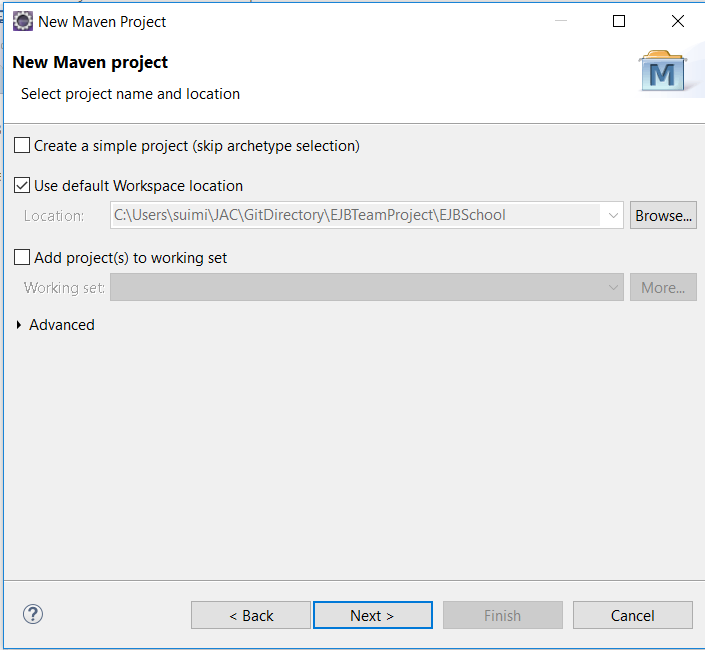 New Maven Project
New Maven project
Select project name and location
M
Create a simple project (skip archetype selection)
Use default Workspace location
Location: C:\Users\suimi\JAC\GitDirectory\EJBTeamProject\EJBSchool Browse...
Add project(s) to working set
Working set: More...
Advanced
? < Back Next > Finish Cancel